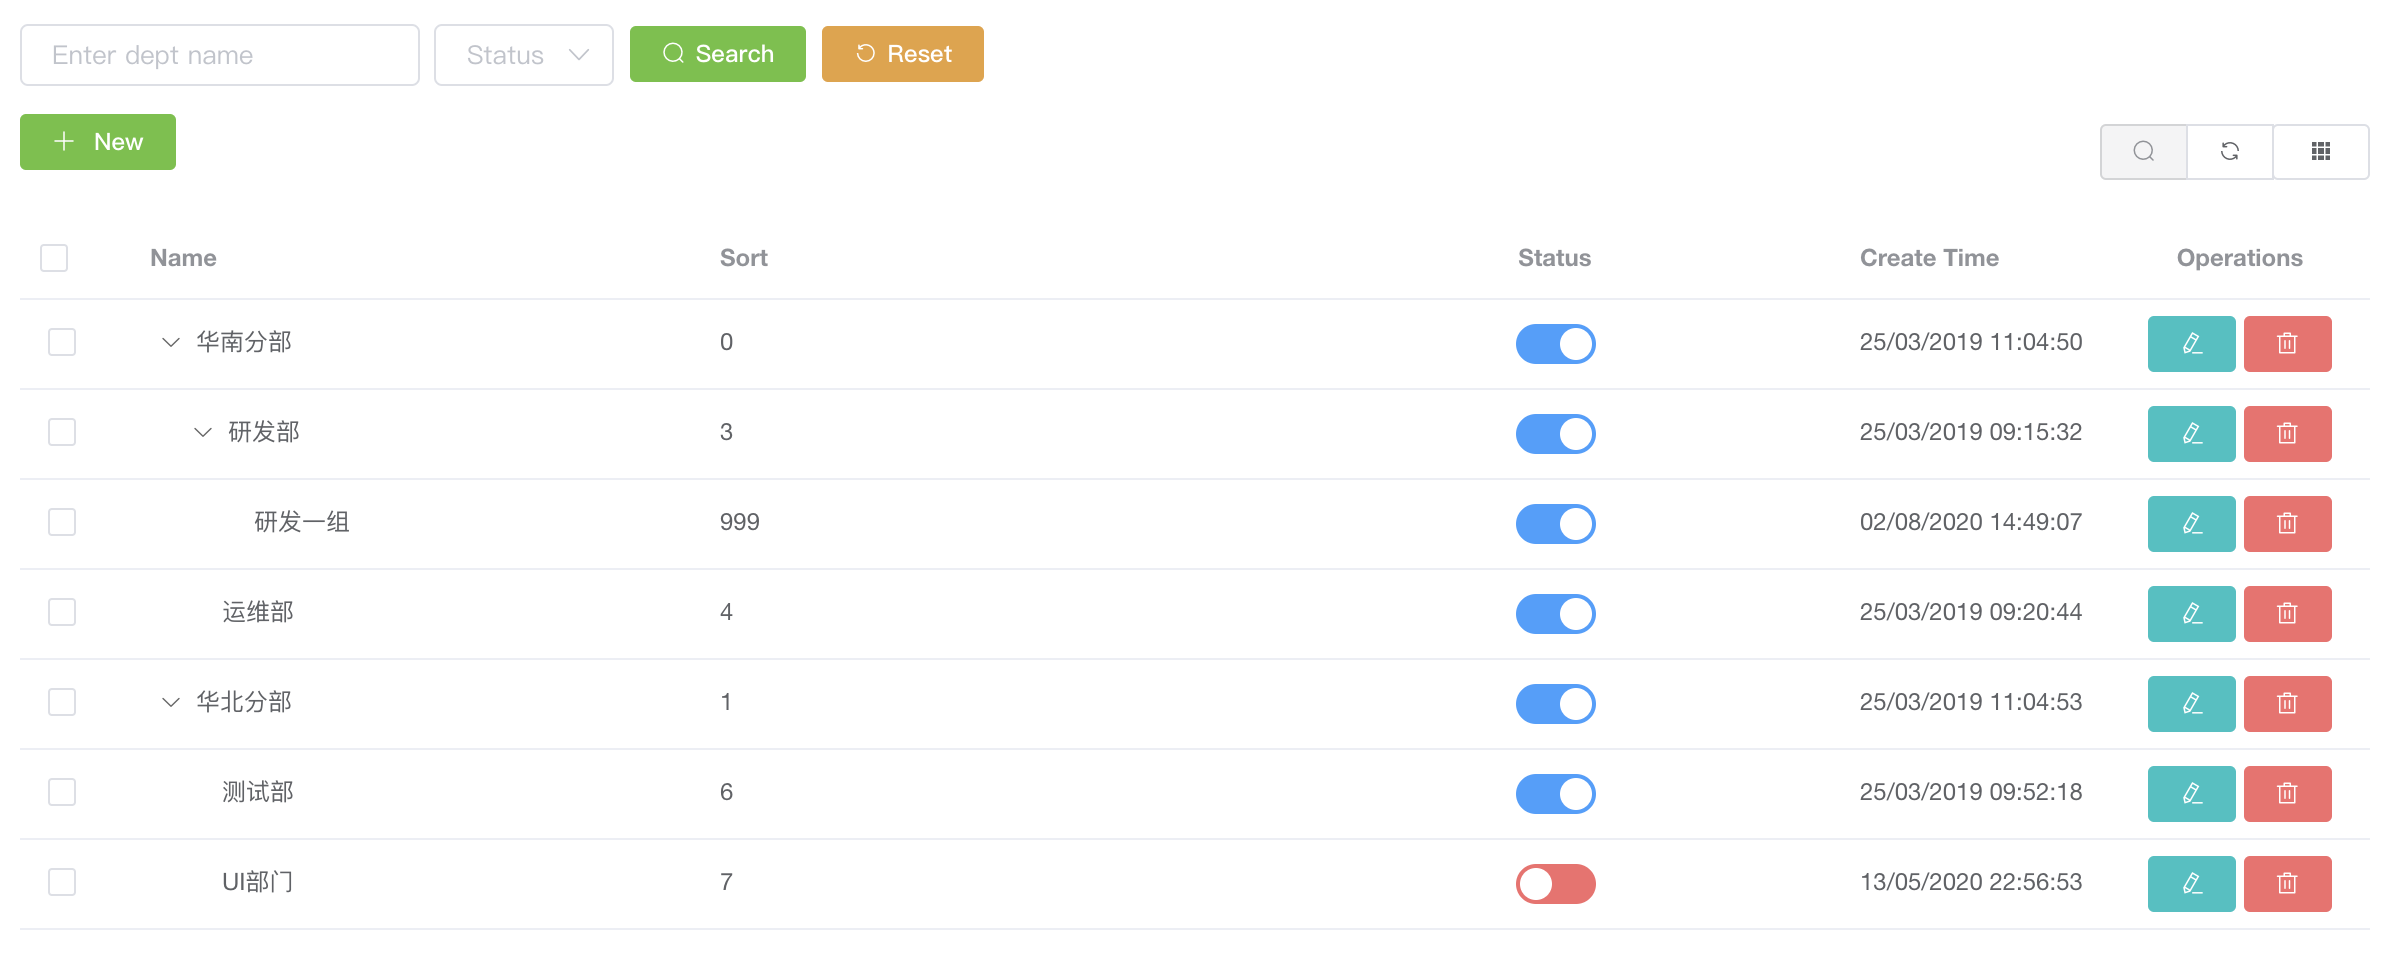 Enter dept name Status Search Reset
New
Name Sort Status Create Time Operations
华南分部 0 25/03/2019 11:04:50
研发部 3 25/03/2019 09:15:32
研发一组 999 02/08/2020 14:49:07
运维部 4 25/03/2019 09:20:44
华北分部 1 25/03/2019 11:04:53
测试部 6 25/03/2019 09:52:18
UI部门 7 13/05/2020 22:56:53